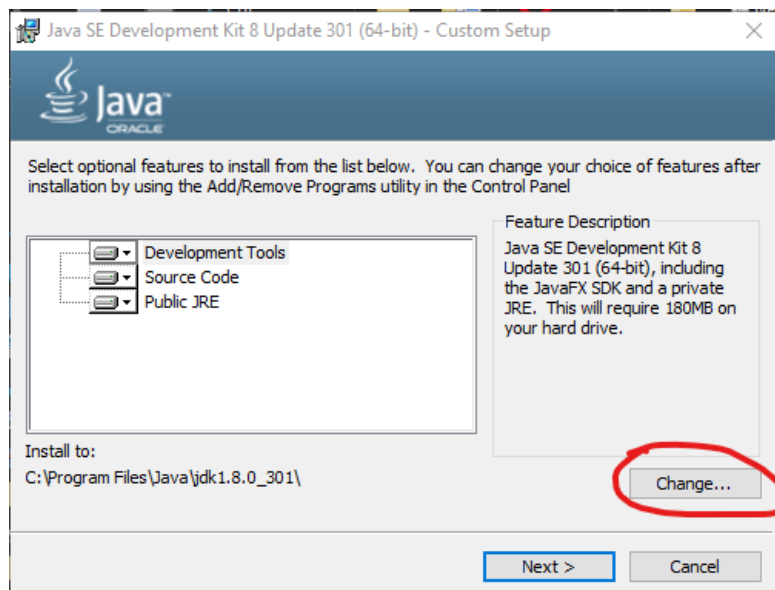 Java SE Development Kit 8 Update 301 (64-bit) - Custom Setup
Java™
ORACLE
Select optional features to install from the list below. You can change your choice of features after
installation by using the Add/Remove Programs utility in the Control Panel
Development Tools
Source Code
Public JRE
Feature Description
Java SE Development Kit 8
Update 301 (64-bit), including
the JavaFX SDK and a private
JRE. This will require 180MB on
your hard drive.
Install to:
C:\Program Files\Java\jdk1.8.0_301\
Change...
Next >
Cancel